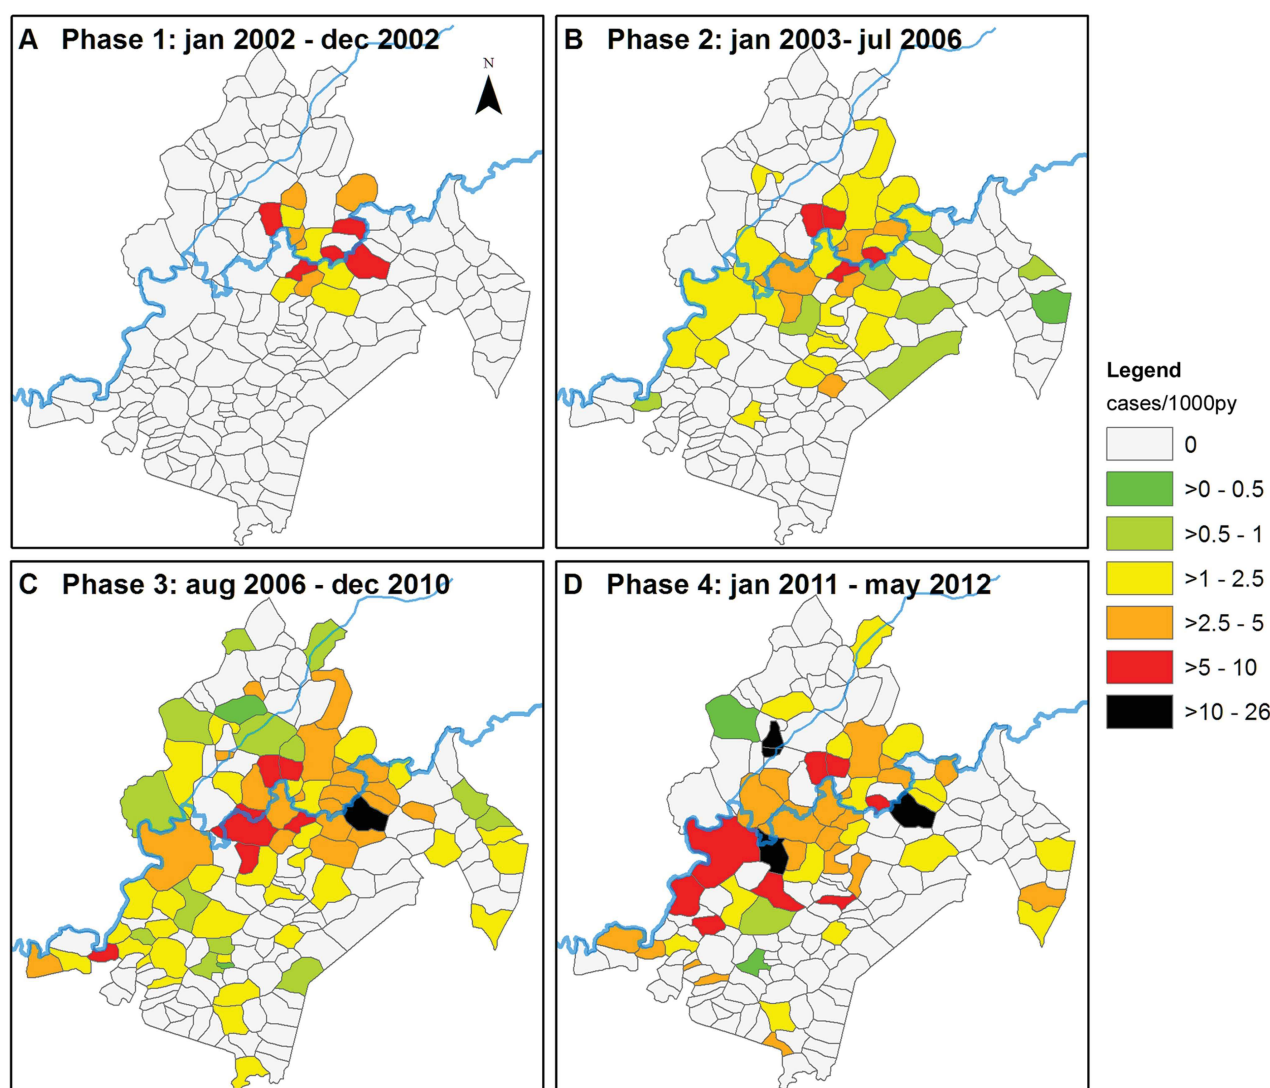 A Phase 1: jan 2002 - dec 2002
N
B Phase 2: jan 2003- jul 2006
C Phase 3: aug 2006 - dec 2010
D Phase 4: jan 2011 - may 2012
Legend
cases/1000py
0
>0 - 0.5
>0.5 - 1
>1 - 2.5
>2.5 - 5
>5 - 10
>10 - 26